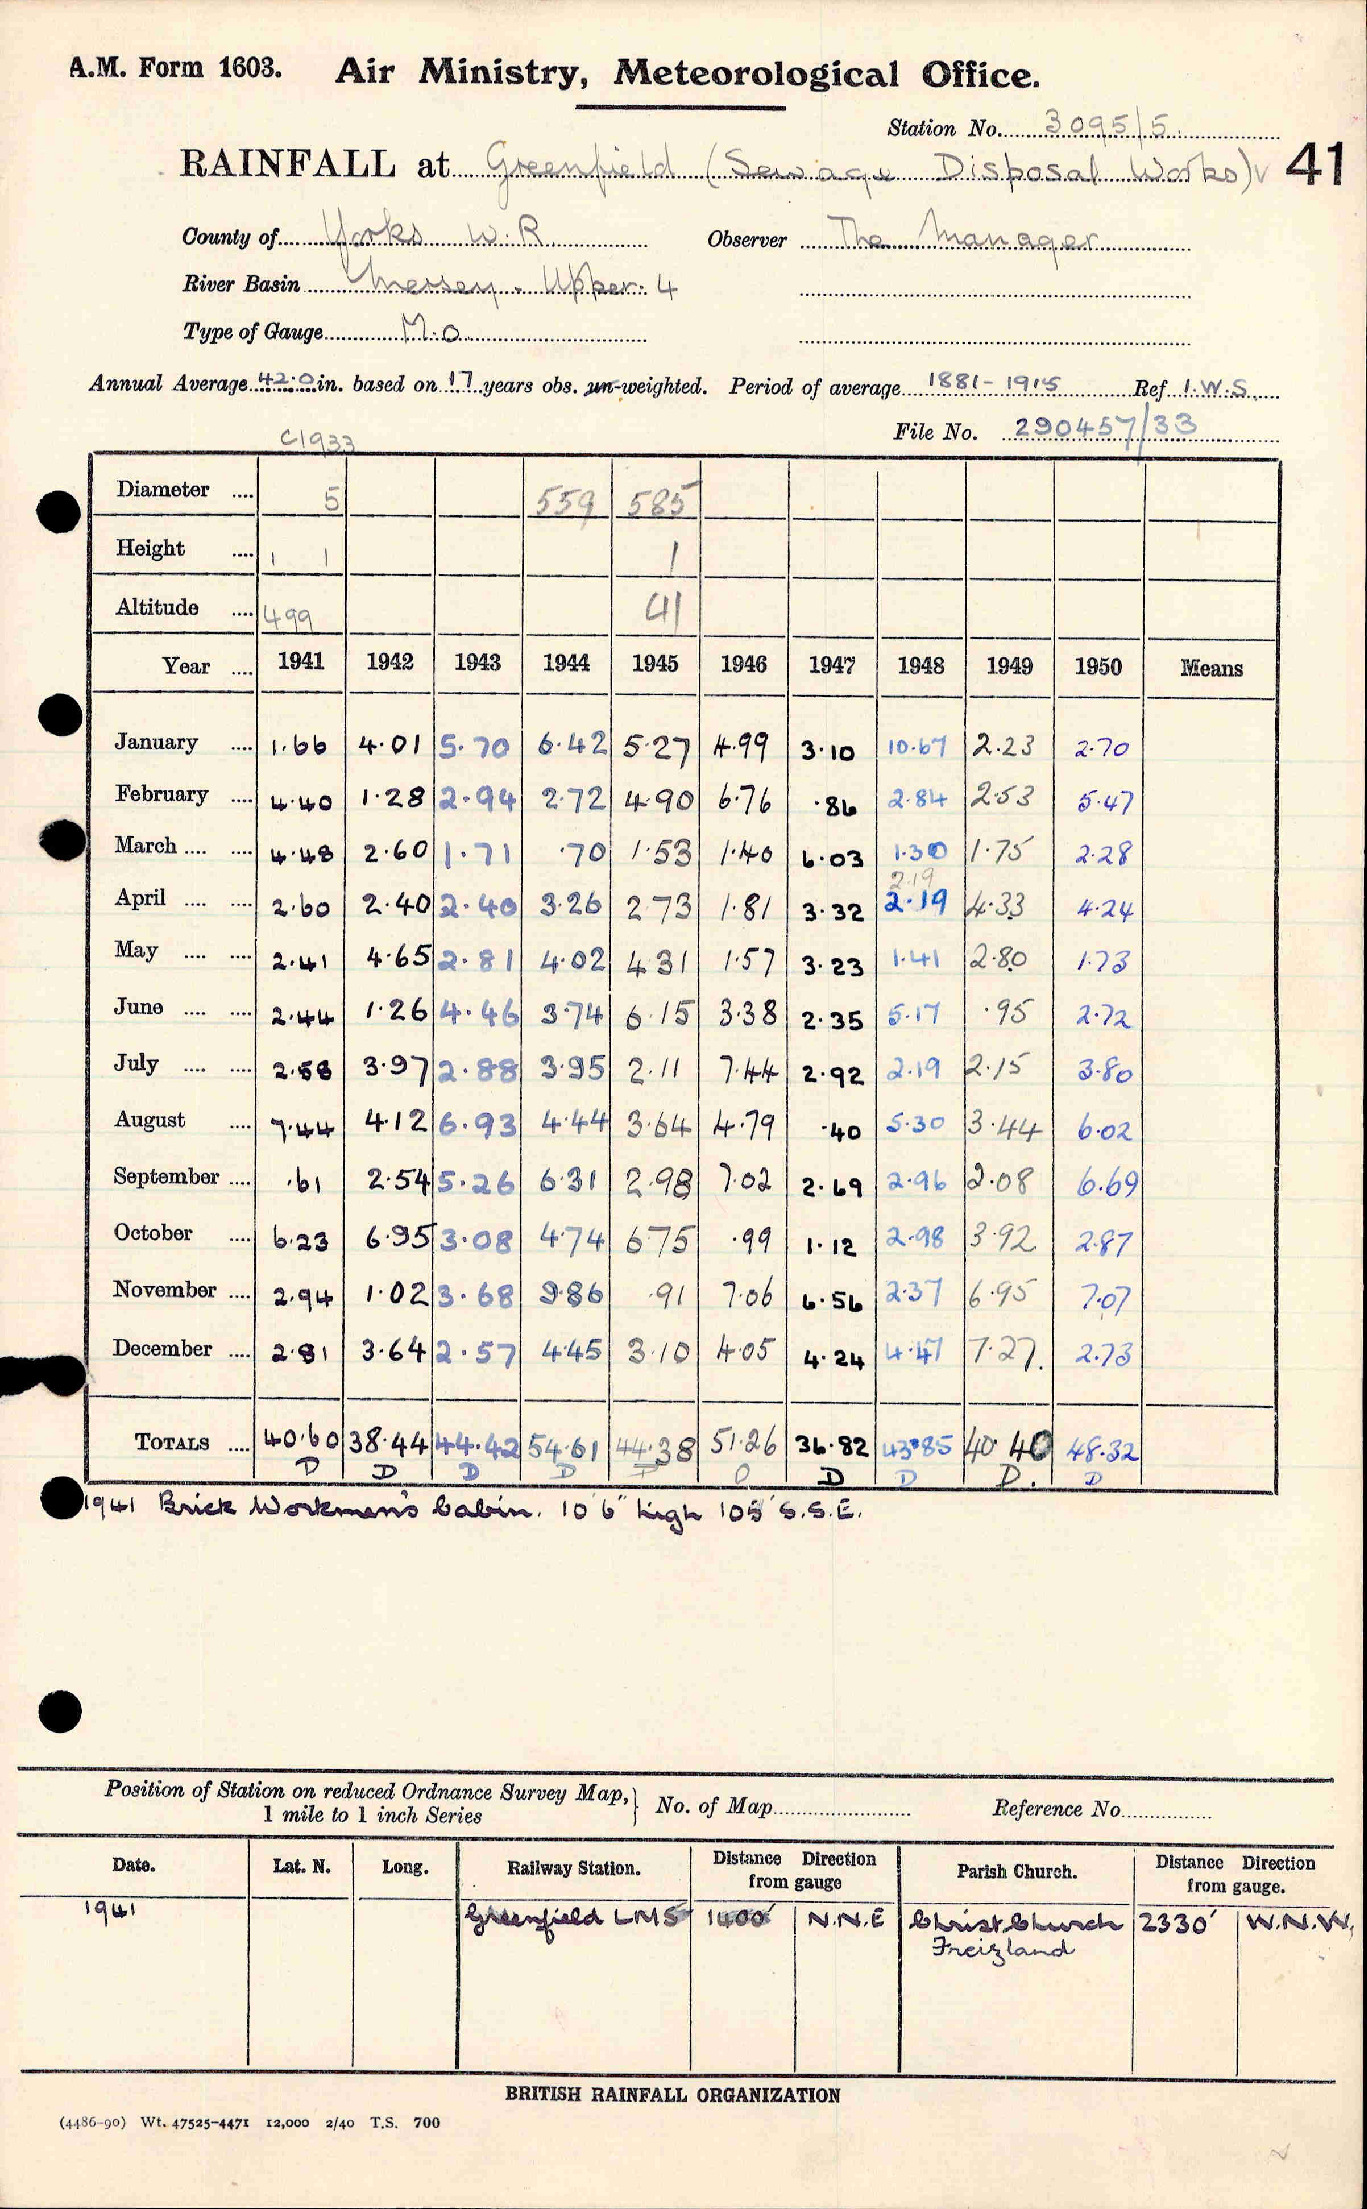 A.M. Form 1603. Air Ministry, Meteorological Office.
Station No. 3095/5.
RAINFALL at Greenfield (Sewage Disposal Works) 41
County of Yorks W.R. Observer The Manager
River Basin Mersey. Upper. 4
Type of Gauge M.O.
Annual Average 42.0 in. based on 17 years obs. un-weighted. Period of average 1881-1915 Ref I.W.S.
File No. 290457/33
C1933
Diameter .... 5 559 585
Height .... 1 1 1
Altitude .... 499 41
Year .... 1941 1942 1943 1944 1945 1946 1947 1948 1949 1950 Means
January .... 1.66 4.01 5.70 6.42 5.27 4.99 3.10 10.67 2.23 2.70
February .... 4.40 1.28 2.94 2.72 4.90 6.76 .86 2.84 2.53 5.47
March .... .... 4.48 2.60 1.71 .70 1.53 1.40 6.03 1.30 1.75 2.28
2.19
April .... .... 2.60 2.40 2.40 3.26 2.73 1.81 3.32 2.19 4.33 4.24
May .... .... 2.41 4.65 2.81 4.02 4.31 1.57 3.23 1.41 2.80 1.73
June .... .... 2.44 1.26 4.46 3.74 6.15 3.38 2.35 5.17 .95 2.72
July .... .... 2.58 3.97 2.88 3.95 2.11 7.44 2.92 2.19 2.15 3.80
August .... 7.44 4.12 6.93 4.44 3.64 4.79 .40 5.30 3.44 6.02
September .... .61 2.54 5.26 6.31 2.98 7.02 2.69 2.96 2.08 6.69
October .... 6.23 6.95 3.08 4.74 6.75 .99 1.12 2.98 3.92 2.87
November .... 2.94 1.02 3.68 9.86 .91 7.06 6.56 2.37 6.95 7.07
December .... 2.81 3.64 2.57 4.45 3.10 4.05 4.24 4.47 7.27. 2.73
TOTALS .... 40.60 38.44 44.42 54.61 44.38 51.26 36.82 43.85 40.40 48.32
D D D D D D D D. D
1941 Brick Workmen's Cabin. 10'6" high 105' S.S.E.
Position of Station on reduced Ordnance Survey Map,
1 mile to 1 inch Series
No. of Map Reference No.
Date. Lat. N. Long. Railway Station. Distance Direction from gauge Parish Church. Distance Direction from gauge.
1941 Greenfield LMS 1400' N.N.E Christ Church 2330' W.N.W.
Freizland
BRITISH RAINFALL ORGANIZATION
(4486-90) Wt. 47525-4471 12,000 2/40 T.S. 700